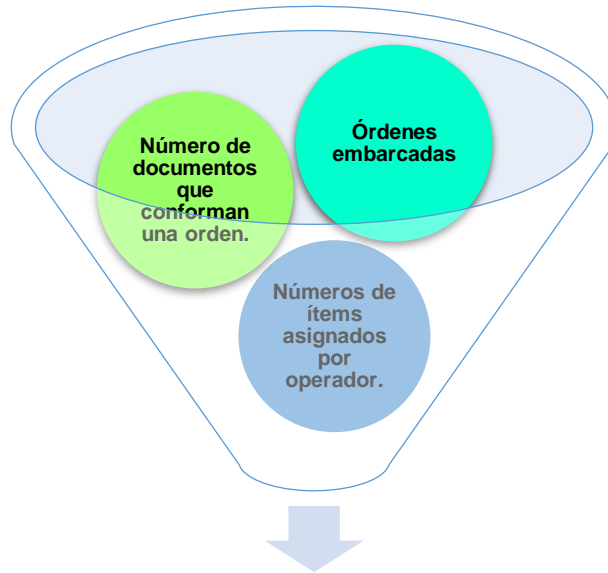 Número de
documentos
que
conforman
una orden.
Órdenes
embarcadas
Números de
ítems
asignados
por
operador.